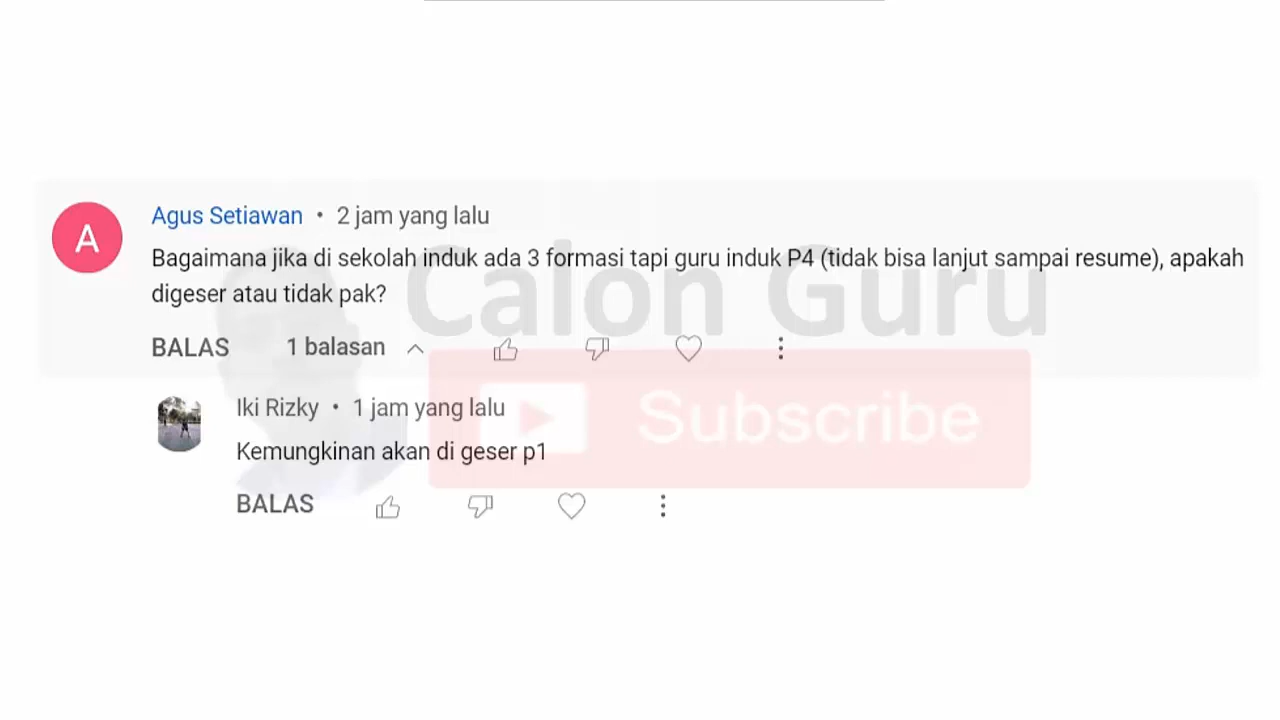 A
Agus Setiawan • 2 jam yang lalu
Bagaimana jika di sekolah induk ada 3 formasi tapi guru induk P4 (tidak bisa lanjut sampai resume), apakah
digeser atau tidak pak?
Calon Guru
BALAS 1 balasan
Iki Rizky • 1 jam yang lalu
Subscribe
Kemungkinan akan di geser p1
BALAS